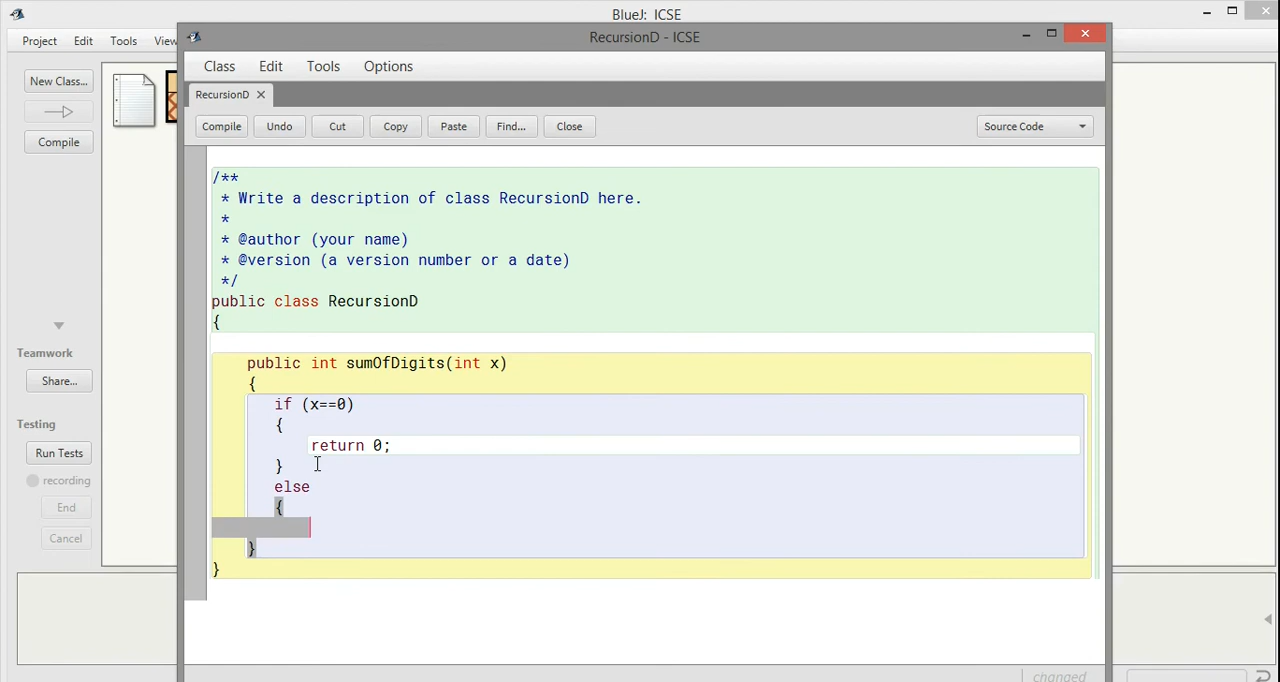 BlueJ: ICSE
Project Edit Tools View
RecursionD - ICSE
Class Edit Tools Options
New Class...
RecursionD ×
Compile Undo Cut Copy Paste Find... Close Source Code
Compile
/**
* Write a description of class RecursionD here.
*
* @author (your name)
* @version (a version number or a date)
*/
public class RecursionD
{
public int sumOfDigits(int x)
{
if (x==0)
{
return 0;
}
else
{
}
}
Teamwork
Share...
Testing
Run Tests
recording
End
Cancel
changed